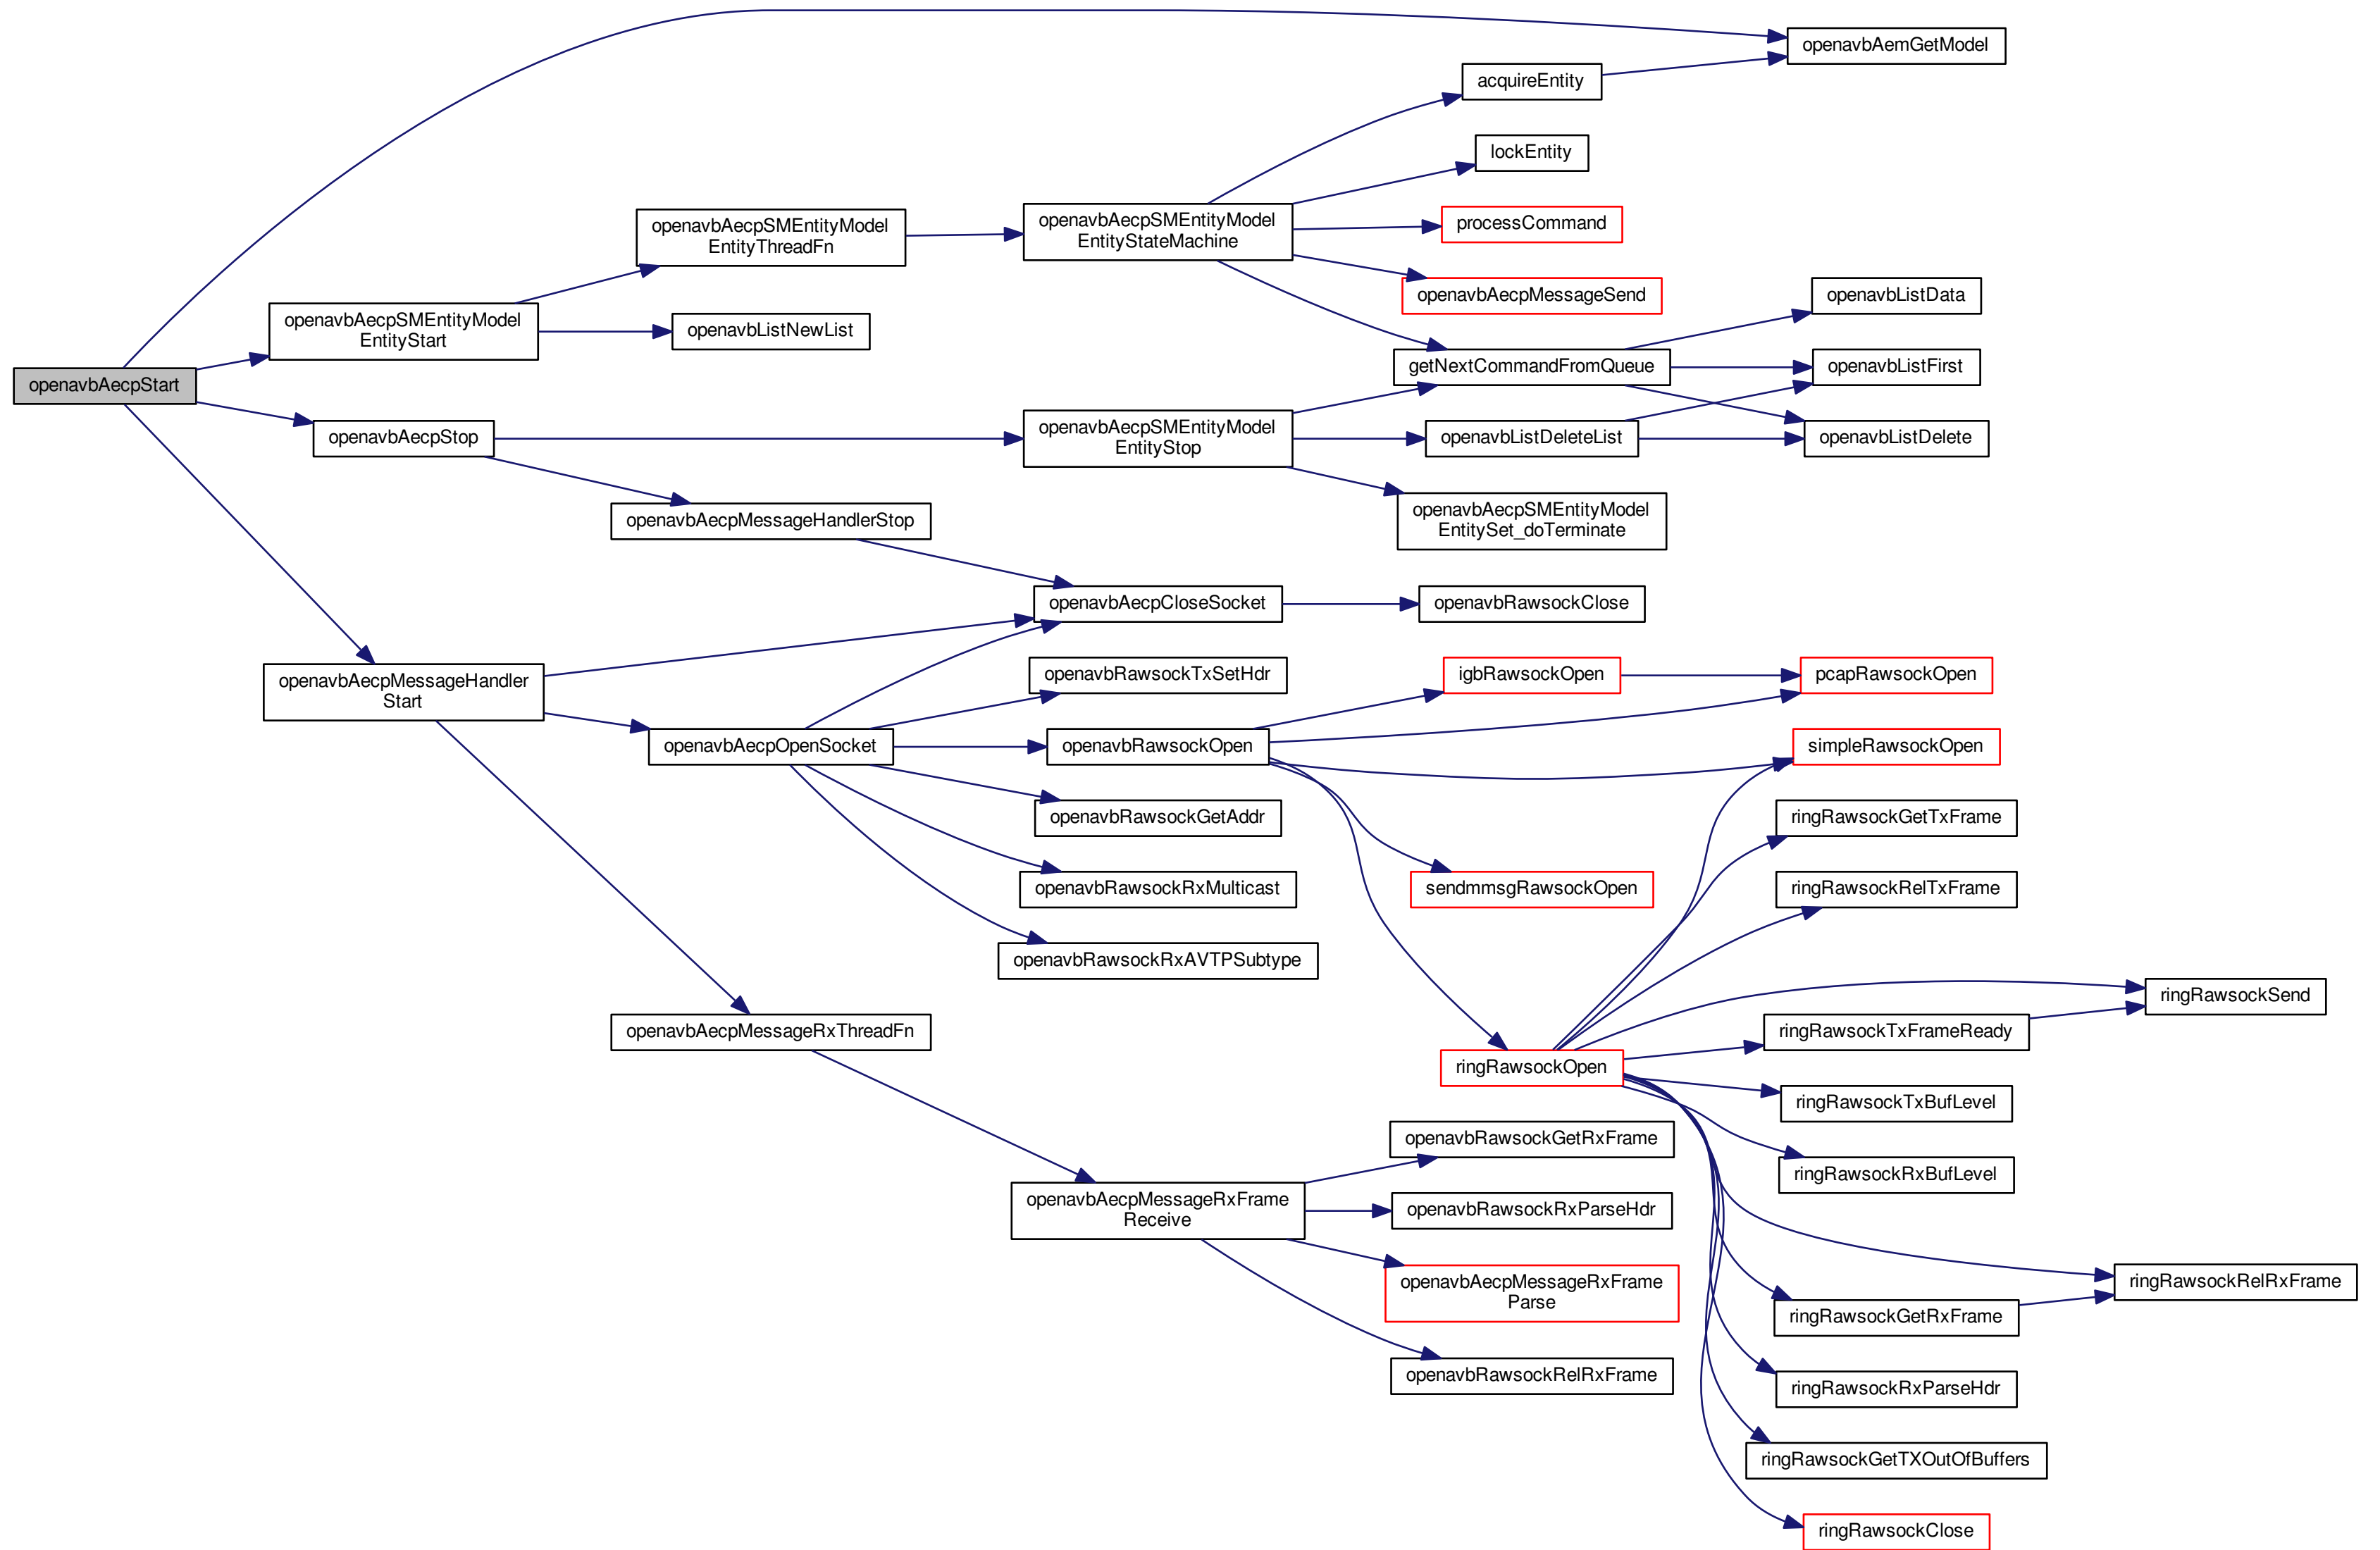 openavbAecpStart
openavbAemGetModel
openavbAecpSMEntityModel
EntityStart
openavbAecpStop
openavbAecpMessageHandler
Start
openavbAecpSMEntityModel
EntityThreadFn
openavbListNewList
openavbAecpMessageHandlerStop
openavbAecpOpenSocket
openavbAecpMessageRxThreadFn
openavbAecpSMEntityModel
EntityStateMachine
openavbAecpSMEntityModel
EntityStop
openavbAecpCloseSocket
openavbRawsockTxSetHdr
openavbRawsockOpen
openavbRawsockGetAddr
openavbRawsockRxMulticast
openavbRawsockRxAVTPSubtype
openavbAecpMessageRxFrame
Receive
acquireEntity
lockEntity
processCommand
openavbAecpMessageSend
getNextCommandFromQueue
openavbListDeleteList
openavbAecpSMEntityModel
EntitySet_doTerminate
openavbRawsockClose
igbRawsockOpen
sendmmsgRawsockOpen
ringRawsockOpen
openavbRawsockGetRxFrame
openavbRawsockRxParseHdr
openavbAecpMessageRxFrame
Parse
openavbRawsockRelRxFrame
openavbListData
openavbListFirst
openavbListDelete
pcapRawsockOpen
simpleRawsockOpen
ringRawsockGetTxFrame
ringRawsockRelTxFrame
ringRawsockSend
ringRawsockTxFrameReady
ringRawsockTxBufLevel
ringRawsockRxBufLevel
ringRawsockRelRxFrame
ringRawsockGetRxFrame
ringRawsockRxParseHdr
ringRawsockGetTXOutOfBuffers
ringRawsockClose